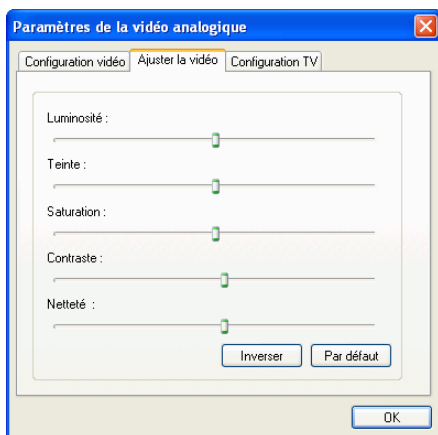 Paramètres de la vidéo analogique
Configuration vidéo Ajuster la vidéo Configuration TV
Luminosité :
Teinte :
Saturation :
Contraste :
Netteté :
Inverser Par défaut
OK